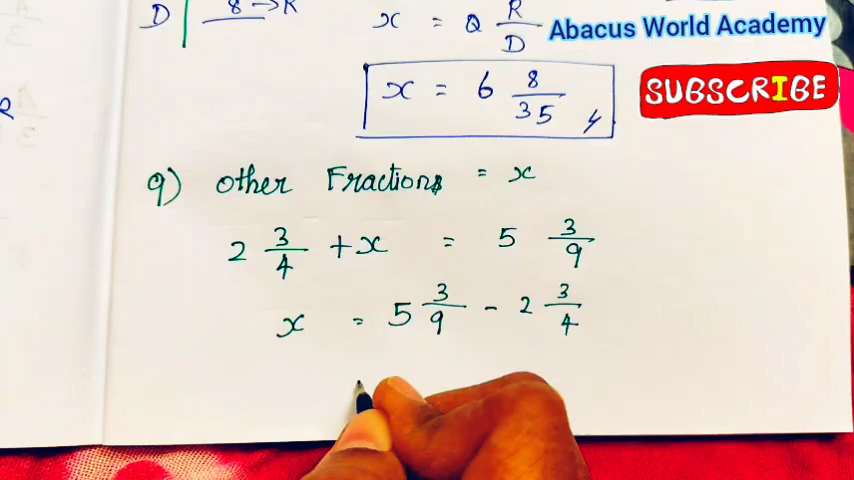 D 8 → R
x = Q R/D
Abacus World Academy
x = 6 8/35
SUBSCRIBE
R
9) Other Fractions = x
2 3/4 + x = 5 3/9
x = 5 3/9 - 2 3/4